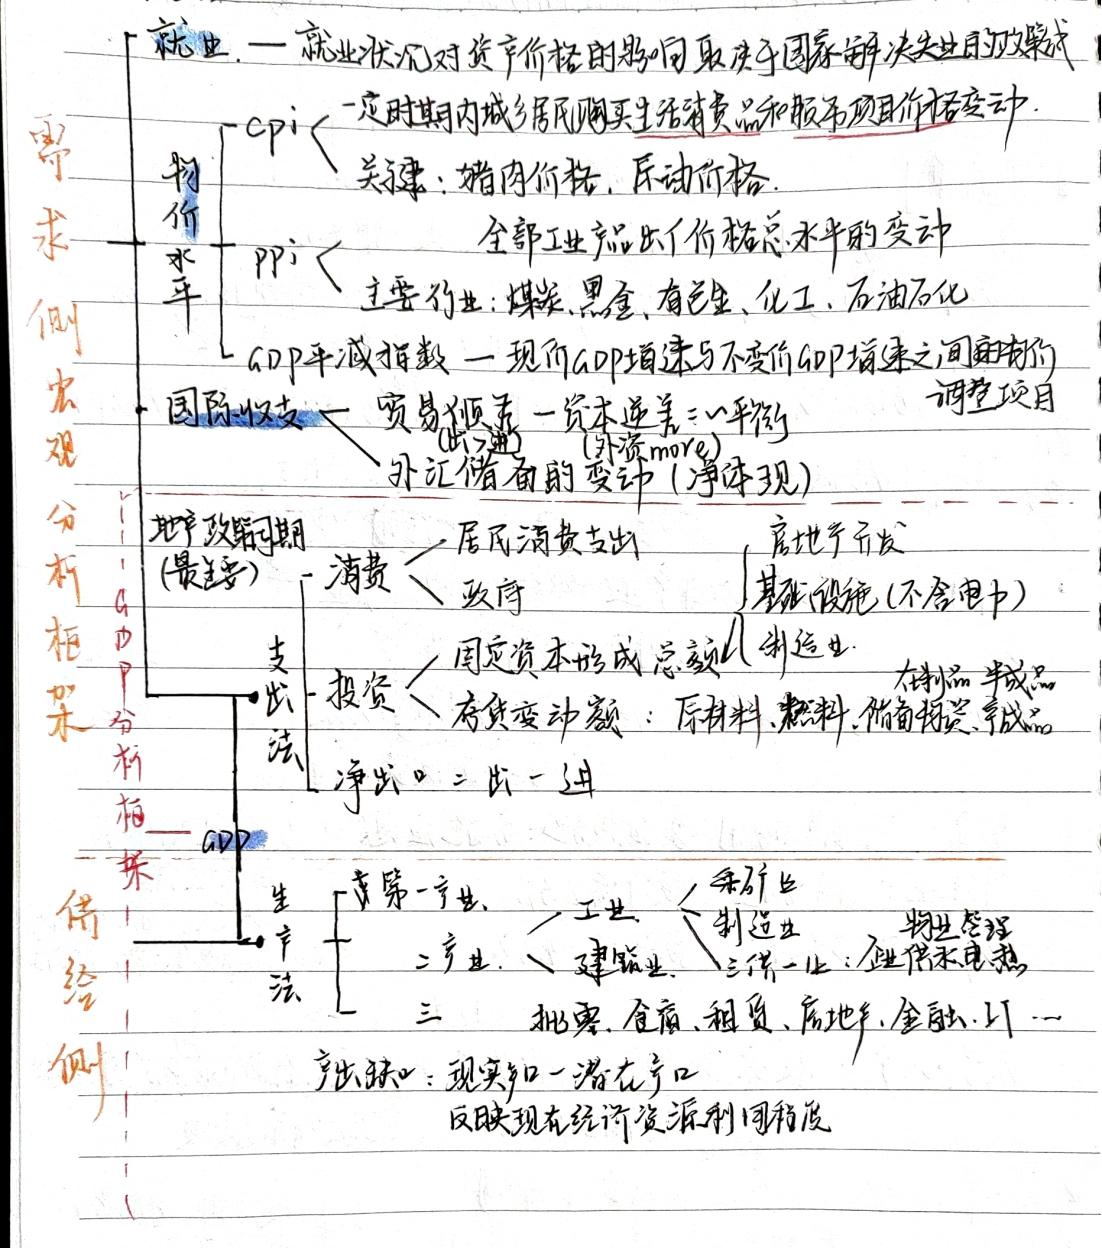 就业 — 就业状况对货产价格的影响取决于国家解决失业的政策
需求侧宏观分析框架
物价水平
cpi
一定时期内城乡居民购买生活消费品和服务项目价格变动.
关键：猪肉价格、原油价格.
ppi
全部工业产品出厂价格总水平的变动
主要行业：煤炭、黑金、有色、化工、石油石化
GDP平减指数 — 现价GDP增速与不变价GDP增速之间的价
调整项目
国际收支 — 贸易顺差 — 资本逆差 = 平衡
(出>进) (外资more)
外汇储备的变动 (净体现)
地产政策周期
(最主要)
GDP分析框架
支出法
消费
居民消费支出
政府
投资
固定资本形成总额
房地产开发
基础设施 (不含电力)
制造业.
存货变动额：原材料、燃料、储备物资、产成品
在制品 半成品
净出口 = 出 - 进
GDP
供给侧
生产法
第一产业、
二产业.
工业.
采矿业
制造业
三供一业：企业供水电热
物业管理
建筑业.
三 批零、食宿、租赁、房地产、金融、IT ...
产出缺口：现实产口 — 潜在产口
反映现在经济资源利用程度